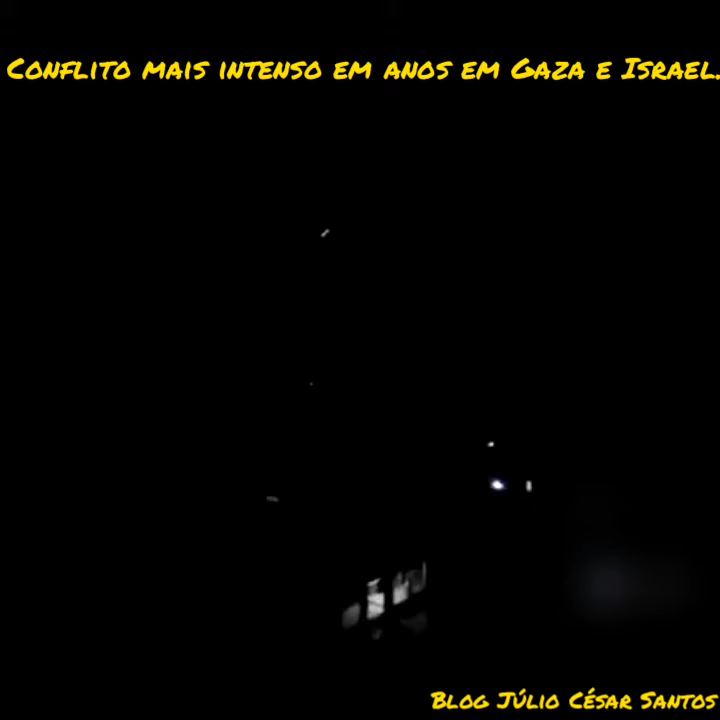 Conflito mais intenso em anos em Gaza e Israel.
Blog Júlio César Santos